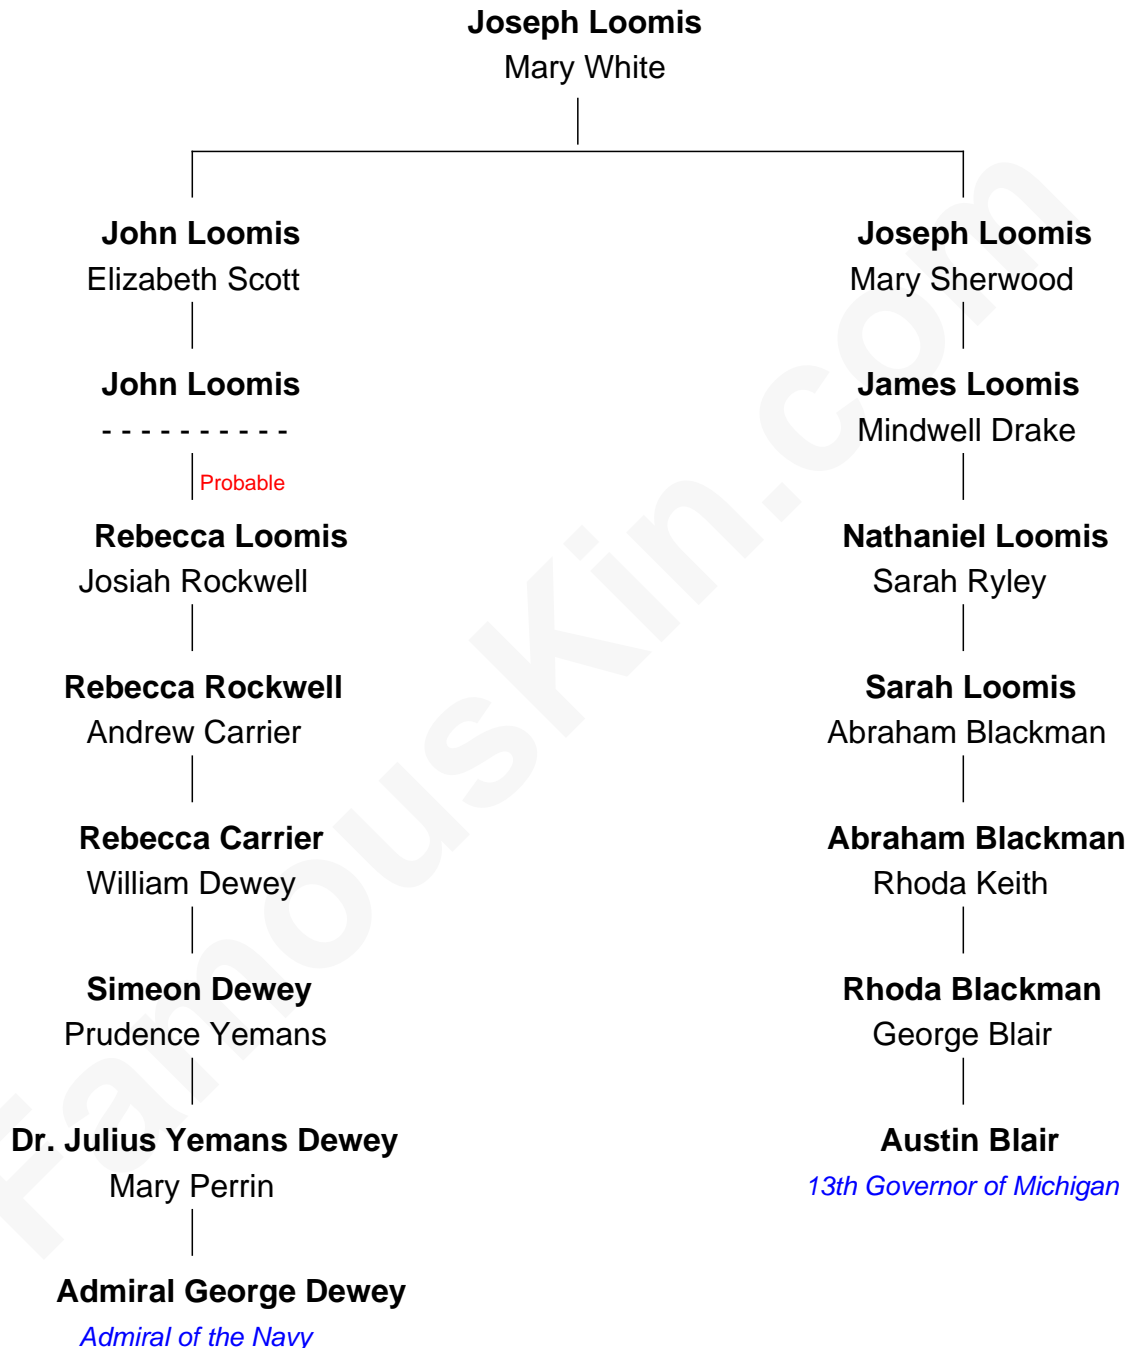 Joseph Loomis
Mary White
John Loomis
Elizabeth Scott
John Loomis
- - - - - - - - - -
Probable
Rebecca Loomis
Josiah Rockwell
Rebecca Rockwell
Andrew Carrier
Rebecca Carrier
William Dewey
Simeon Dewey
Prudence Yemans
Dr. Julius Yemans Dewey
Mary Perrin
Admiral George Dewey
Admiral of the Navy
Joseph Loomis
Mary Sherwood
James Loomis
Mindwell Drake
Nathaniel Loomis
Sarah Ryley
Sarah Loomis
Abraham Blackman
Abraham Blackman
Rhoda Keith
Rhoda Blackman
George Blair
Austin Blair
13th Governor of Michigan
FamousKin.com